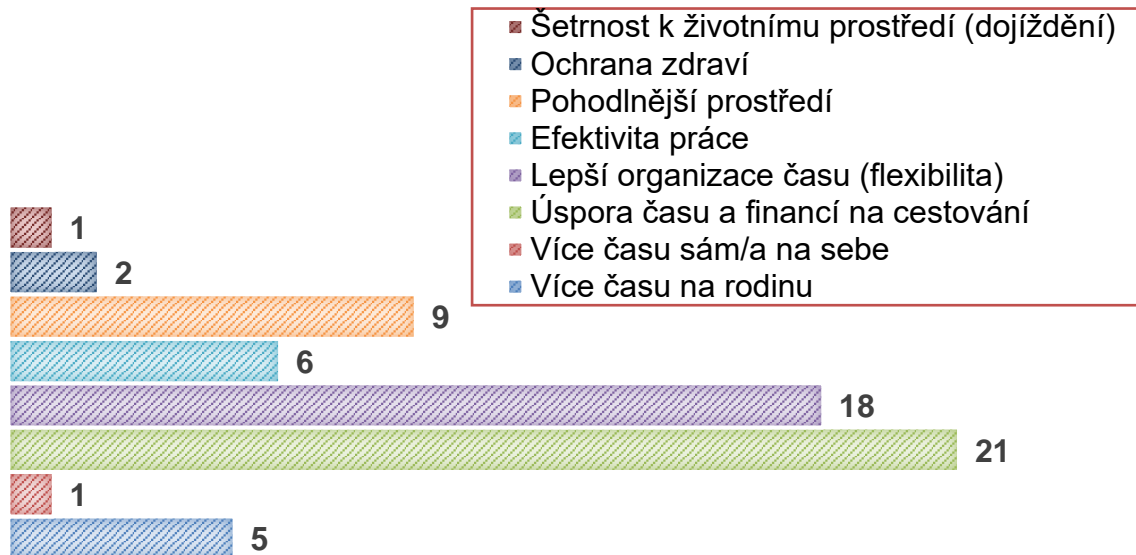 Šetrnost k životnímu prostředí (dojíždění)
Ochrana zdraví
Pohodlnější prostředí
Efektivita práce
Lepší organizace času (flexibilita)
Úspora času a financí na cestování
Více času sám/a na sebe
Více času na rodinu
1
2
9
6
18
21
1
5